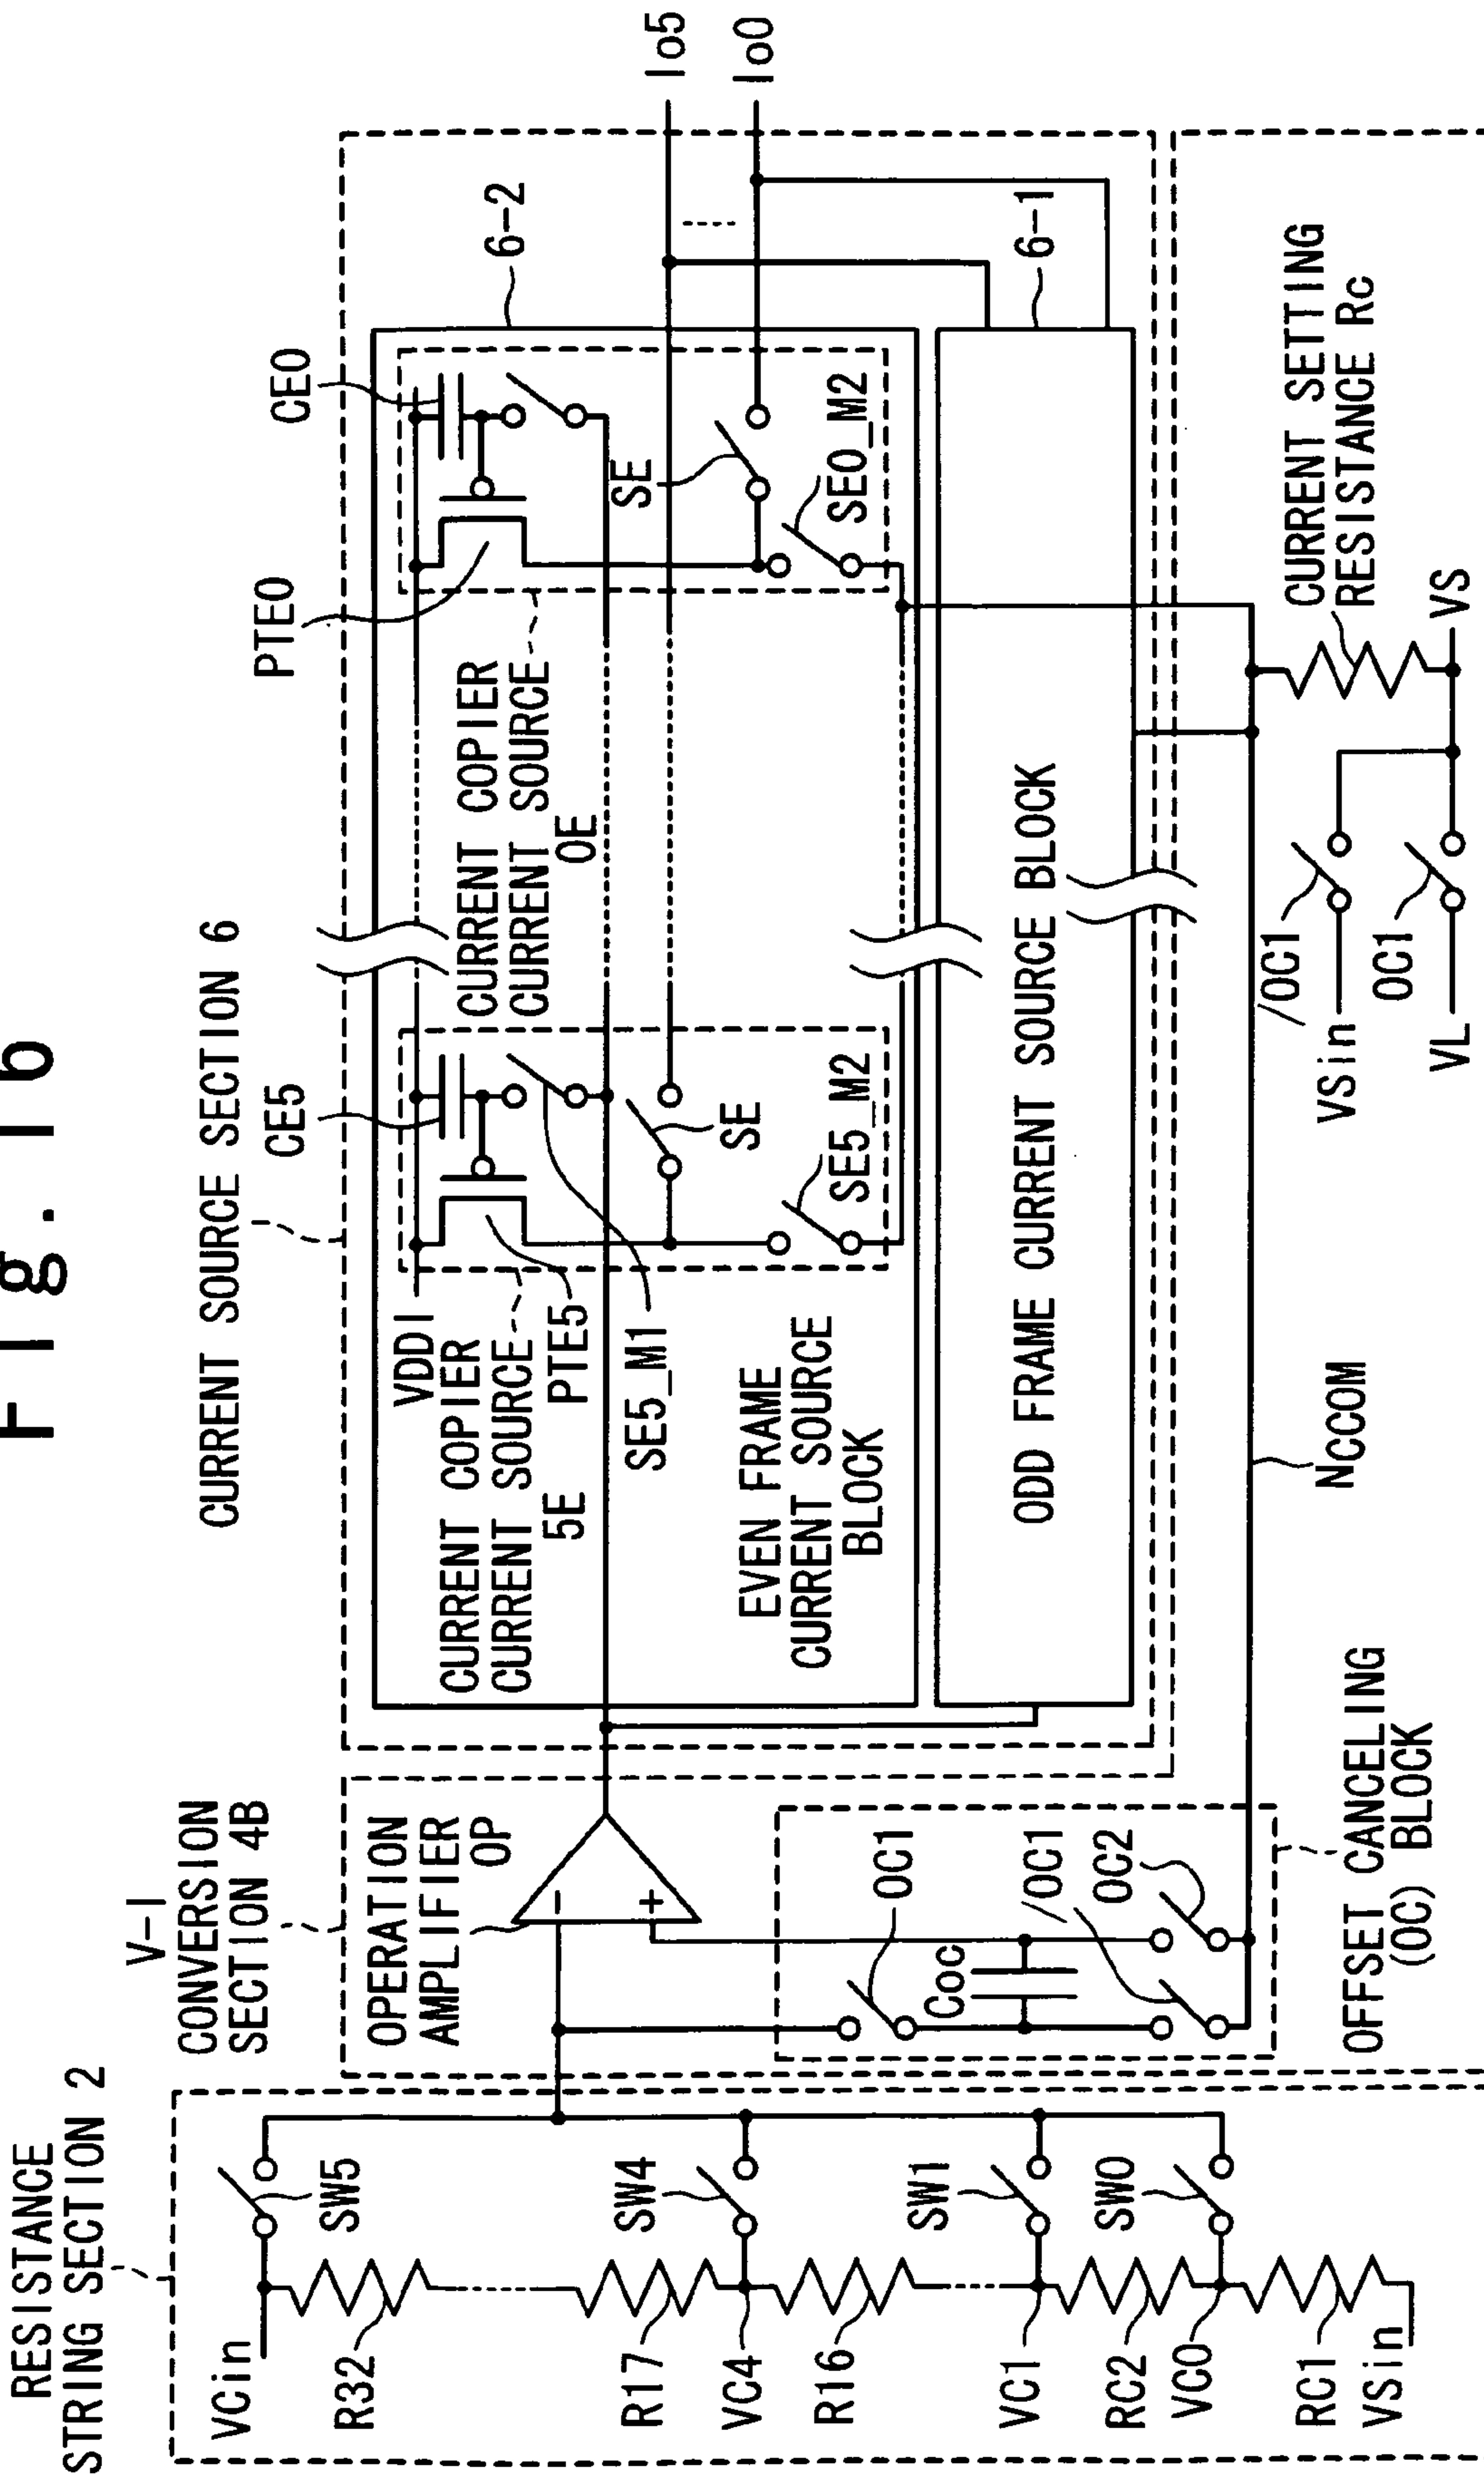 Fig. 16
RESISTANCE
STRING SECTION 2
V-I
CONVERSION
SECTION 4B
CURRENT SOURCE SECTION 6
OPERATION
AMPLIFIER
OP
VCin
SW5
R32
R17
SW4
VC4
R16
SW1
VC1
RC2
SW0
VC0
RC1
VSin
−
+
OC1
Coc
/OC1
OC2
OFFSET CANCELING
(OC) BLOCK
CE5
VDDI
CURRENT COPIER
CURRENT SOURCE
5E
PTE5
SE5_M1
SE
SE5_M2
EVEN FRAME
CURRENT SOURCE
BLOCK
CE0
PTE0
CURRENT COPIER
CURRENT SOURCE
0E
SE
SE0_M2
6-2
Io5
Io0
6-1
ODD FRAME CURRENT SOURCE BLOCK
NCCOM
CURRENT SETTING
RESISTANCE Rc
VS
/OC1
VSin
OC1
VL